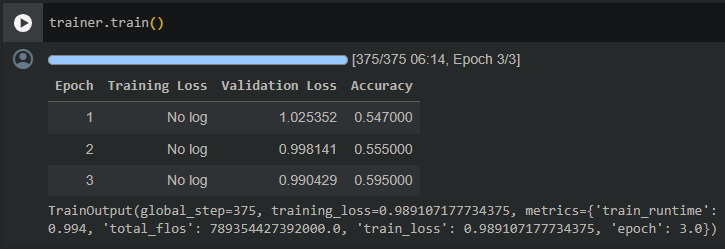 trainer.train()
[375/375 06:14, Epoch 3/3]
Epoch Training Loss Validation Loss Accuracy
1 No log 1.025352 0.547000
2 No log 0.998141 0.555000
3 No log 0.990429 0.595000
TrainOutput(global_step=375, training_loss=0.989107177734375, metrics={'train_runtime':
0.994, 'total_flos': 789354427392000.0, 'train_loss': 0.989107177734375, 'epoch': 3.0})